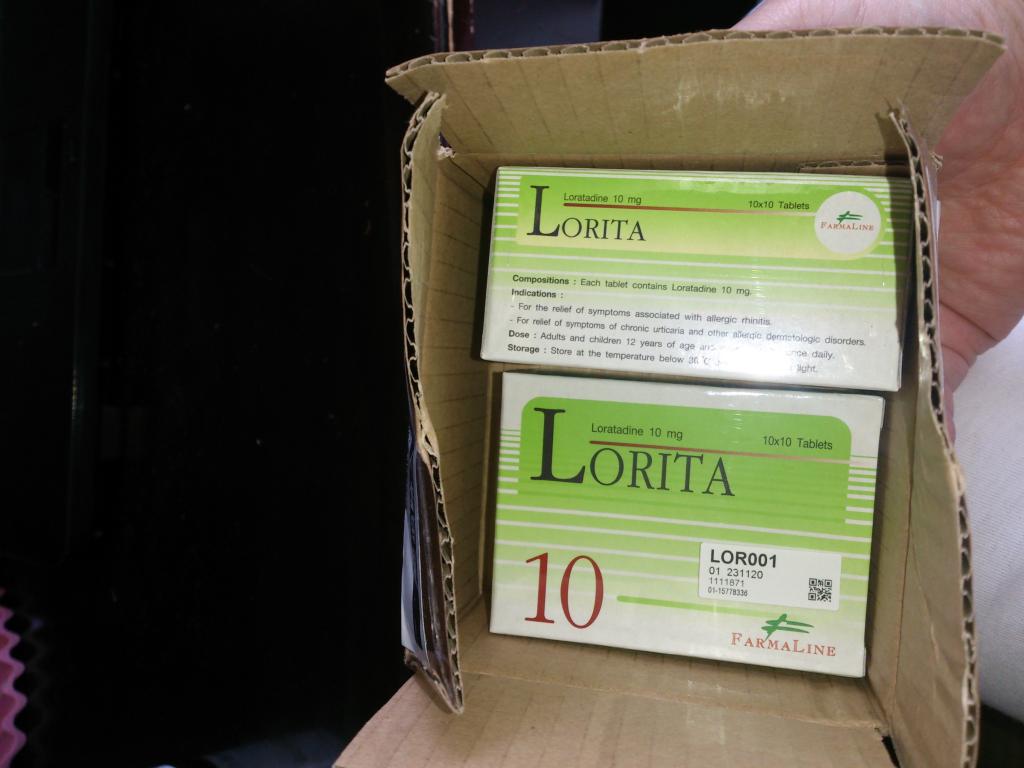 Loratadine 10 mg
10x10 Tablets
LORITA
FARMALINE
Compositions : Each tablet contains Loratadine 10 mg.
Indications :
- For the relief of symptoms associated with allergic rhinitis.
- For relief of symptoms of chronic urticaria and other allergic dermatologic disorders.
Dose : Adults and children 12 years of age and once daily.
Storage : Store at the temperature below 30 light.
Loratadine 10 mg
10x10 Tablets
LORITA
10
LOR001
01 231120
1111871
01-15778336
FARMALINE